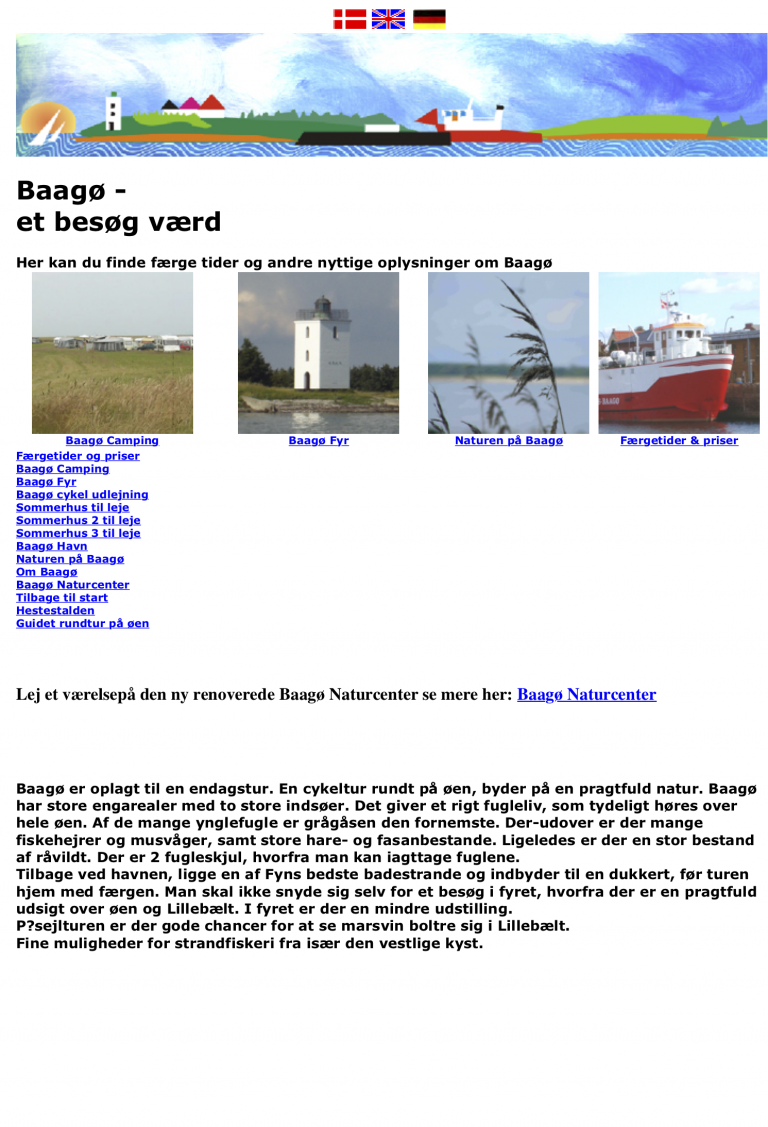 Baagø -
et besøg værd
Her kan du finde færge tider og andre nyttige oplysninger om Baagø
Baagø Camping
Baagø Fyr
Naturen på Baagø
Færgetider & priser
Færgetider og priser
Baagø Camping
Baagø Fyr
Baagø cykel udlejning
Sommerhus til leje
Sommerhus 2 til leje
Sommerhus 3 til leje
Baagø Havn
Naturen på Baagø
Om Baagø
Baagø Naturcenter
Tilbage til start
Hestestalden
Guidet rundtur på øen
Lej et værelsepå den ny renoverede Baagø Naturcenter se mere her: Baagø Naturcenter
Baagø er oplagt til en endagstur. En cykeltur rundt på øen, byder på en pragtfuld natur. Baagø
har store engarealer med to store indsøer. Det giver et rigt fugleliv, som tydeligt høres over
hele øen. Af de mange ynglefugle er grågåsen den fornemste. Der-udover er der mange
fiskehejrer og musvåger, samt store hare- og fasanbestande. Ligeledes er der en stor bestand
af råvildt. Der er 2 fugleskjul, hvorfra man kan iagttage fuglene.
Tilbage ved havnen, ligge en af Fyns bedste badestrande og indbyder til en dukkert, før turen
hjem med færgen. Man skal ikke snyde sig selv for et besøg i fyret, hvorfra der er en pragtfuld
udsigt over øen og Lillebælt. I fyret er der en mindre udstilling.
P?sejlturen er der gode chancer for at se marsvin boltre sig i Lillebælt.
Fine muligheder for strandfiskeri fra især den vestlige kyst.